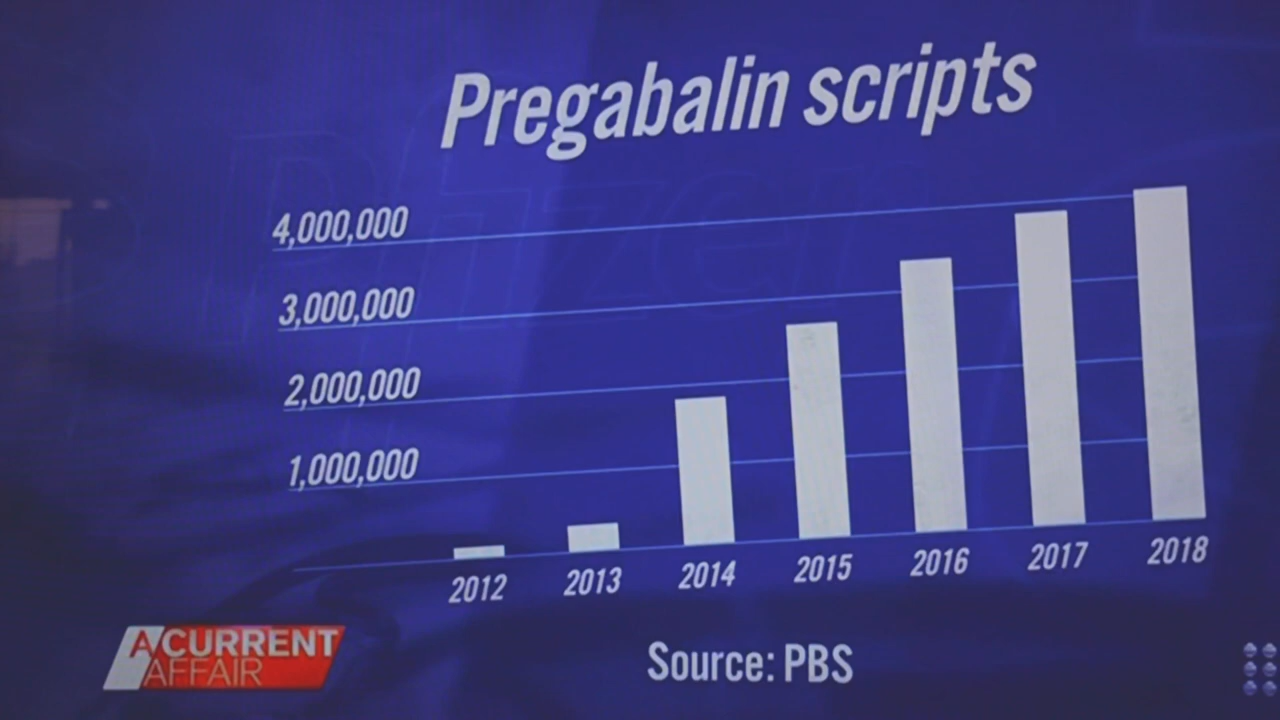 Pregabalin scripts
4,000,000
3,000,000
2,000,000
1,000,000
2012 2013 2014 2015 2016 2017 2018
Source: PBS
A CURRENT
AFFAIR
Pfizer